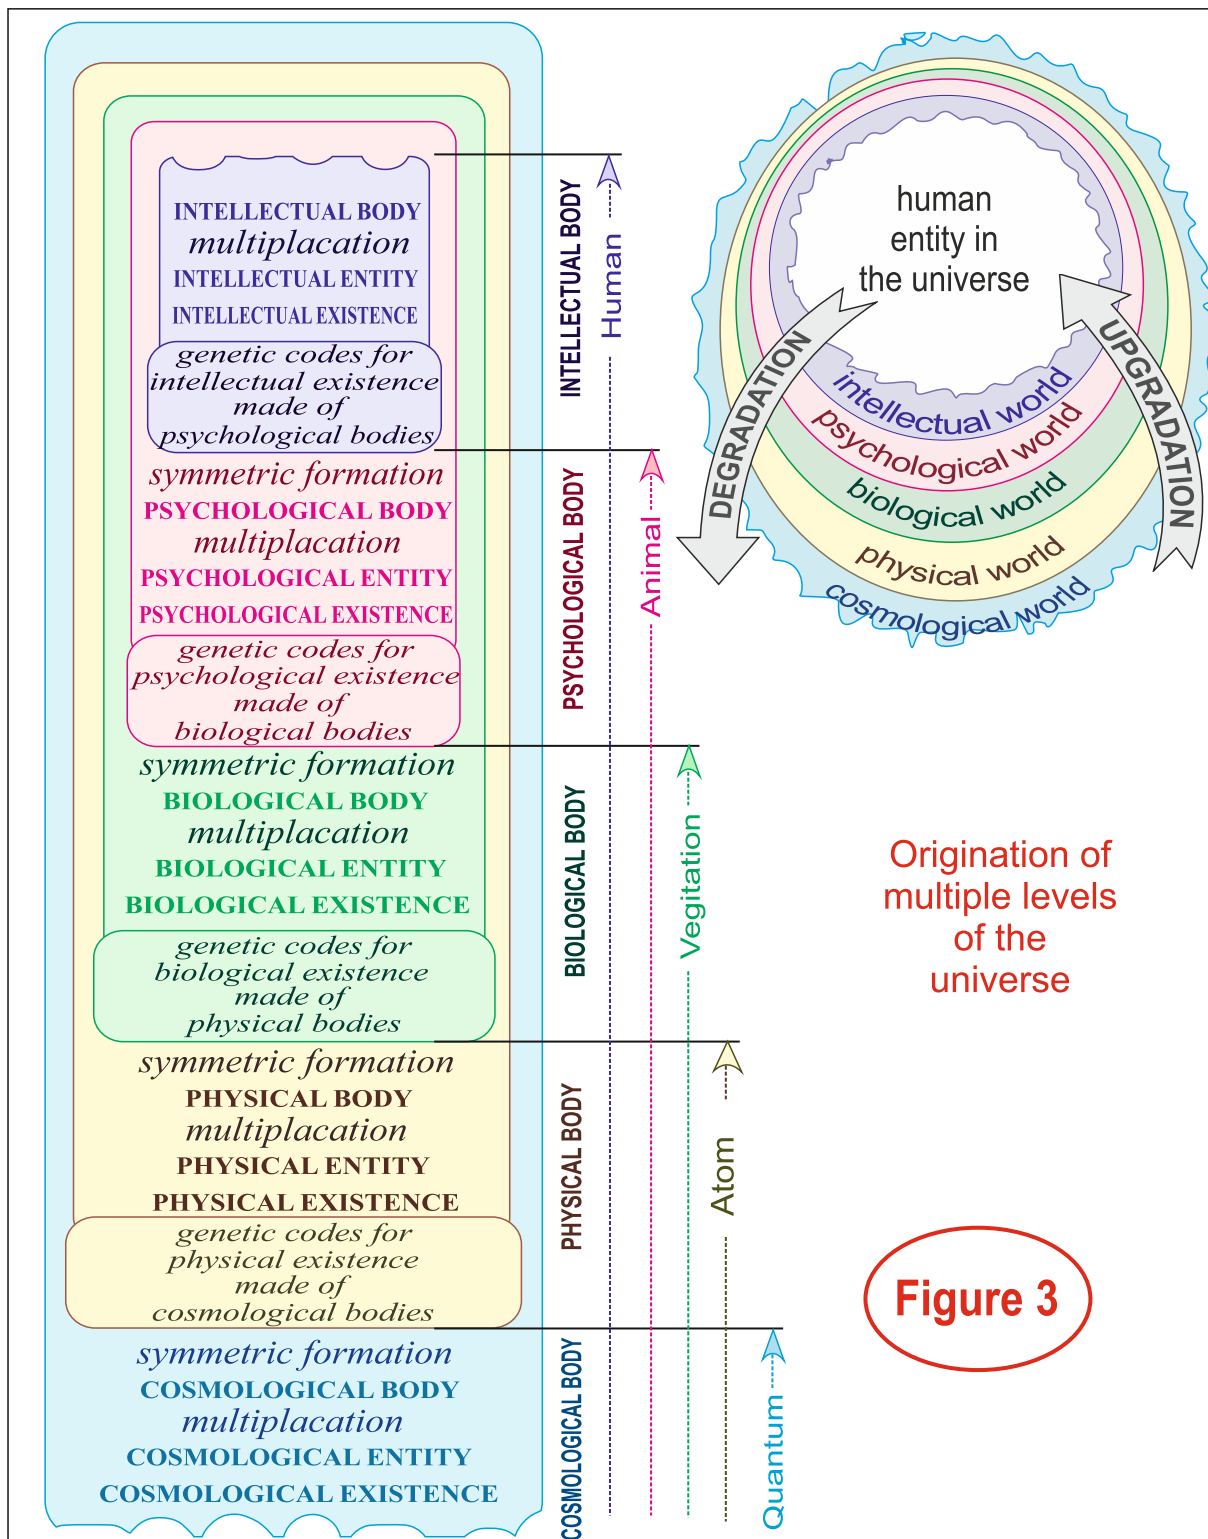 INTELLECTUAL BODY
multiplacation
INTELLECTUAL ENTITY
INTELLECTUAL EXISTENCE
genetic codes for
intellectual existence
made of
psychological bodies
symmetric formation
PSYCHOLOGICAL BODY
multiplacation
PSYCHOLOGICAL ENTITY
PSYCHOLOGICAL EXISTENCE
genetic codes for
psychological existence
made of
biological bodies
symmetric formation
BIOLOGICAL BODY
multiplacation
BIOLOGICAL ENTITY
BIOLOGICAL EXISTENCE
genetic codes for
biological existence
made of
physical bodies
symmetric formation
PHYSICAL BODY
multiplacation
PHYSICAL ENTITY
PHYSICAL EXISTENCE
genetic codes for
physical existence
made of
cosmological bodies
symmetric formation
COSMOLOGICAL BODY
multiplacation
COSMOLOGICAL ENTITY
COSMOLOGICAL EXISTENCE
INTELLECTUAL BODY
PSYCHOLOGICAL BODY
BIOLOGICAL BODY
PHYSICAL BODY
COSMOLOGICAL BODY
Human
Animal
Vegitation
Atom
Quantum
human
entity in
the universe
DEGRADATION
UPGRADATION
intellectual world
psychological world
biological world
physical world
cosmological world
Origination of
multiple levels
of the
universe
Figure 3